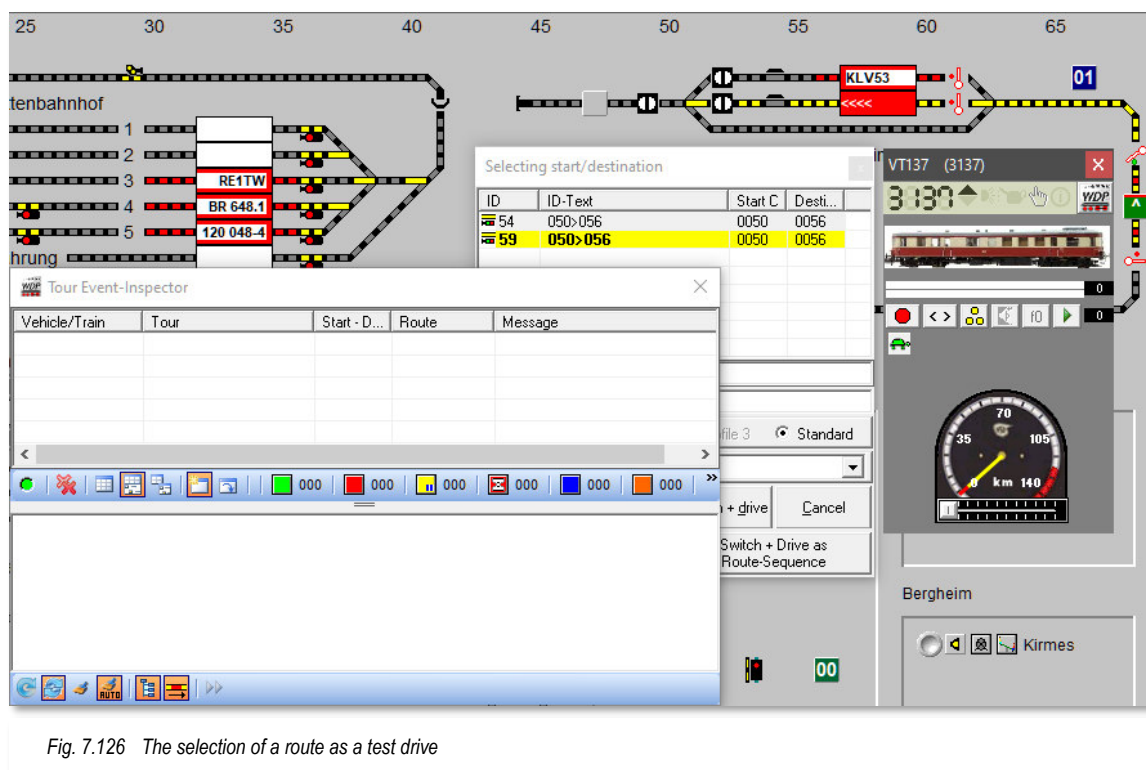 25 30 35 40 45 50 55 60 65
KLV53
01
<<<<
tenbahnhof
1
2
3 RE1TW
4 BR 648.1
5 120 048-4
hrung
Selecting start/destination
ID ID-Text Start C Desti...
54 050>056 0050 0056
59 050>056 0050 0056
file 3 Standard
+ drive Cancel
Switch + Drive as
Route-Sequence
VT137 (3137)
3137 WDP
0
< > f0 0
70
35 105
0 km 140
WDP Tour Event-Inspector
Vehicle/Train Tour Start - D... Route Message
000 000 000 000 000 000 »
AUTO
Bergheim
Kirmes
00
Fig. 7.126 The selection of a route as a test drive